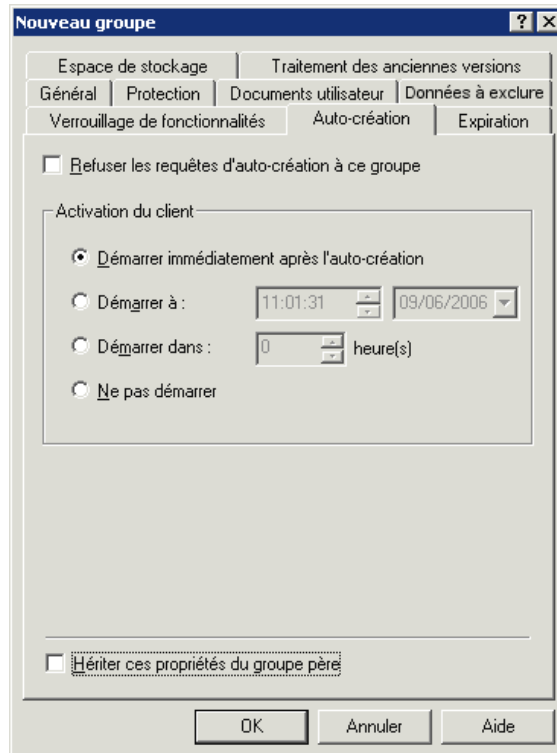 Nouveau groupe
Espace de stockage Traitement des anciennes versions
Général Protection Documents utilisateur Données à exclure
Verrouillage de fonctionnalités Auto-création Expiration
Refuser les requêtes d'auto-création à ce groupe
Activation du client
Démarrer immédiatement après l'auto-création
Démarrer à : 11:01:31 09/06/2006
Démarrer dans : 0 heure(s)
Ne pas démarrer
Hériter ces propriétés du groupe père
OK Annuler Aide